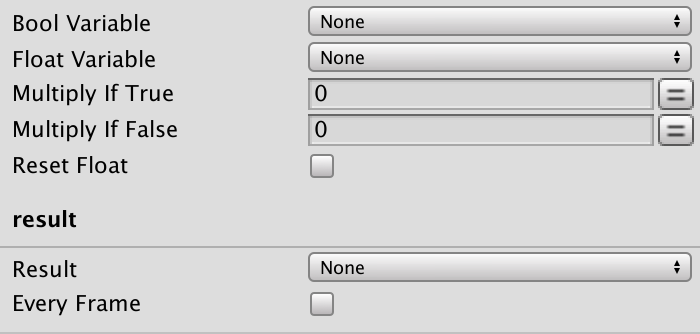 Bool Variable None
Float Variable None
Multiply If True 0 =
Multiply If False 0 =
Reset Float
result
Result None
Every Frame